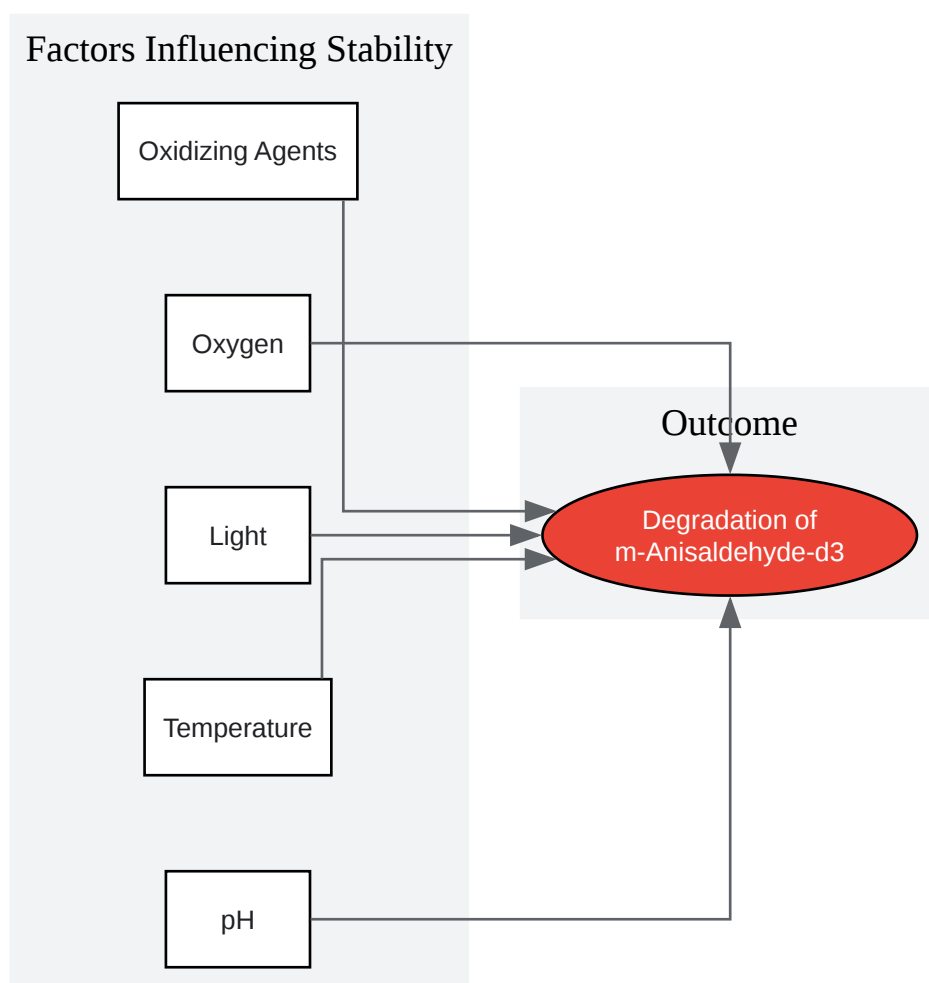 Factors Influencing Stability
Oxidizing Agents
Oxygen
Light
Temperature
pH
Outcome
Degradation of
m-Anisaldehyde-d3